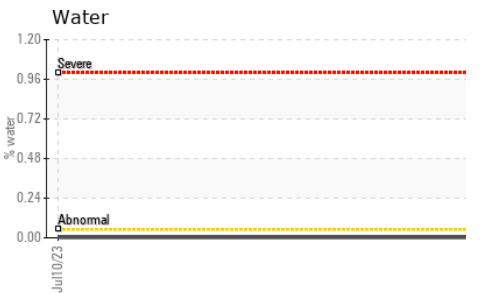 Water
1.20
Severe
0.96
0.72
% water
0.48
0.24
Abnormal
0.00
Jul10/23